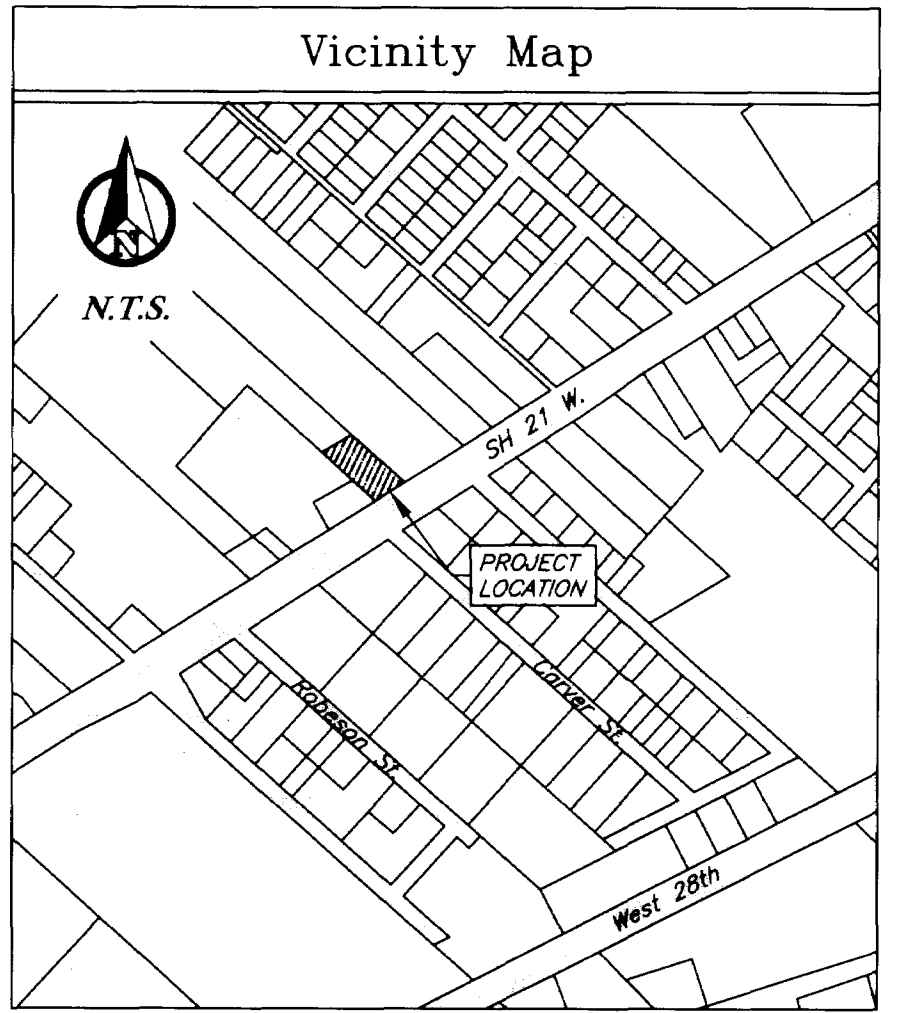 Vicinity Map
N
N.T.S.
SH 21 W.
PROJECT
LOCATION
Carver St.
Robeson St.
West 28th